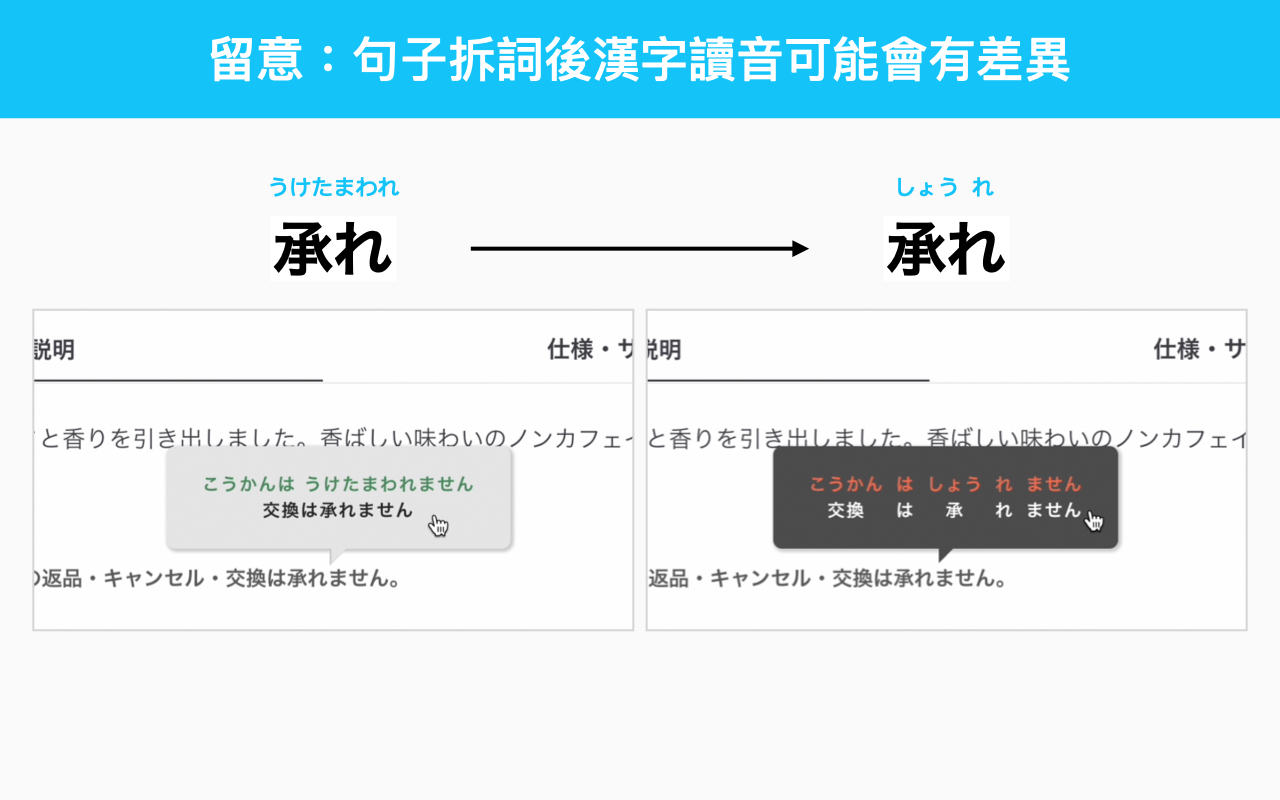 留意：句子拆詞後漢字讀音可能會有差異
うけたまわれ
承れ
しょう れ
承れ
説明
仕様・サ
と香りを引き出しました。香ばしい味わいのノンカフェイ
こうかんは うけたまわれません
交換は承れません
の返品・キャンセル・交換は承れません。
説明
仕様・サ
と香りを引き出しました。香ばしい味わいのノンカフェイ
こうかん は しょう れ ません
交換 は 承 れ ません
返品・キャンセル・交換は承れません。